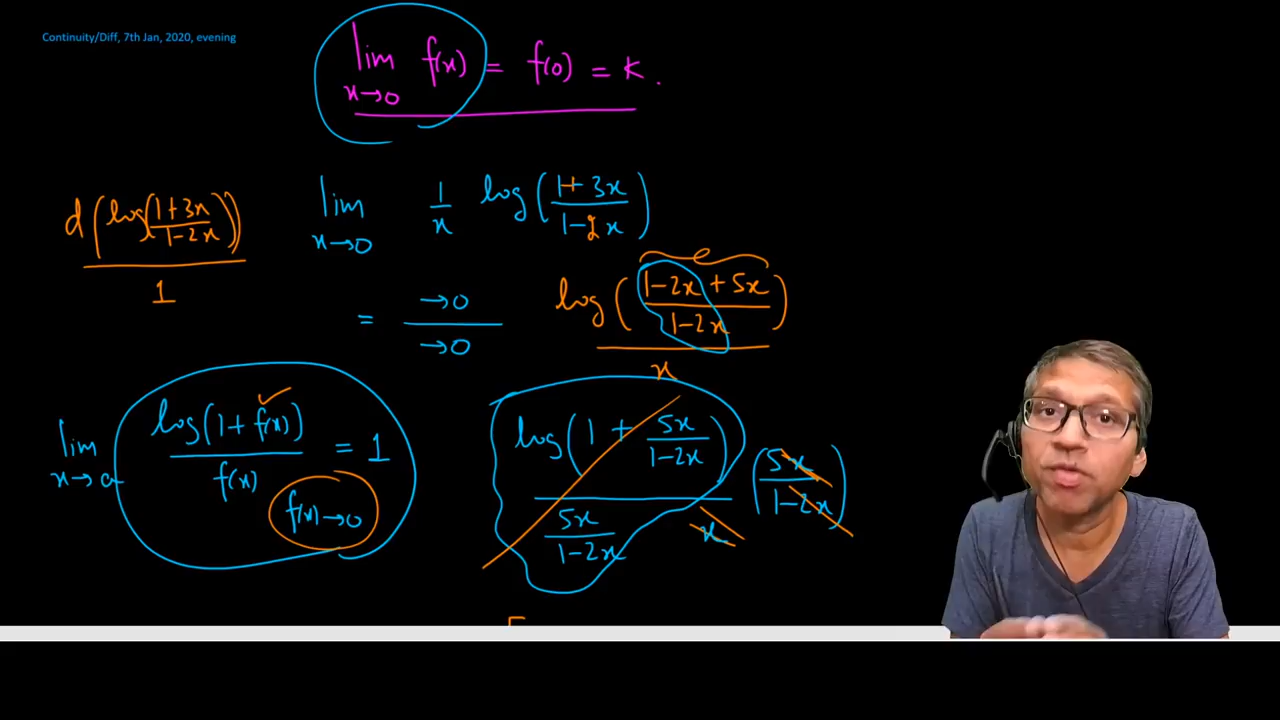 Continuity/Diff, 7th Jan, 2020, evening
lim x→0 f(x) = f(0) = K.
d(log(1+3x/1-2x))/1
lim x→0 1/x log(1+3x/1-2x)
= →0/→0
log(1-2x+5x/1-2x)/x
lim x→a log(1+f(x))/f(x) = 1
f(x)→0
log(1 + 5x/1-2x)/(5x/1-2x) x (5x/1-2x)